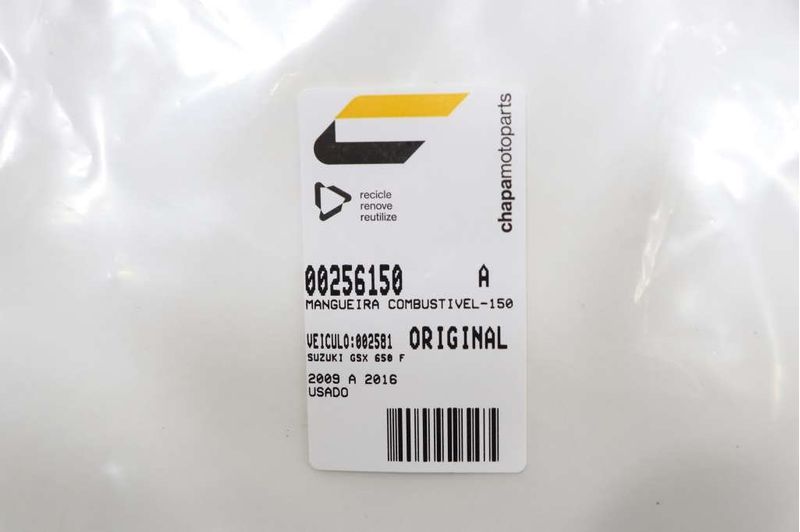 chapamotoparts
recicle
renove
reutilize
00256150 A
MANGUEIRA COMBUSTIVEL-150
VEICULO:002581 ORIGINAL
SUZUKI GSX 650 F
2009 A 2016
USADO